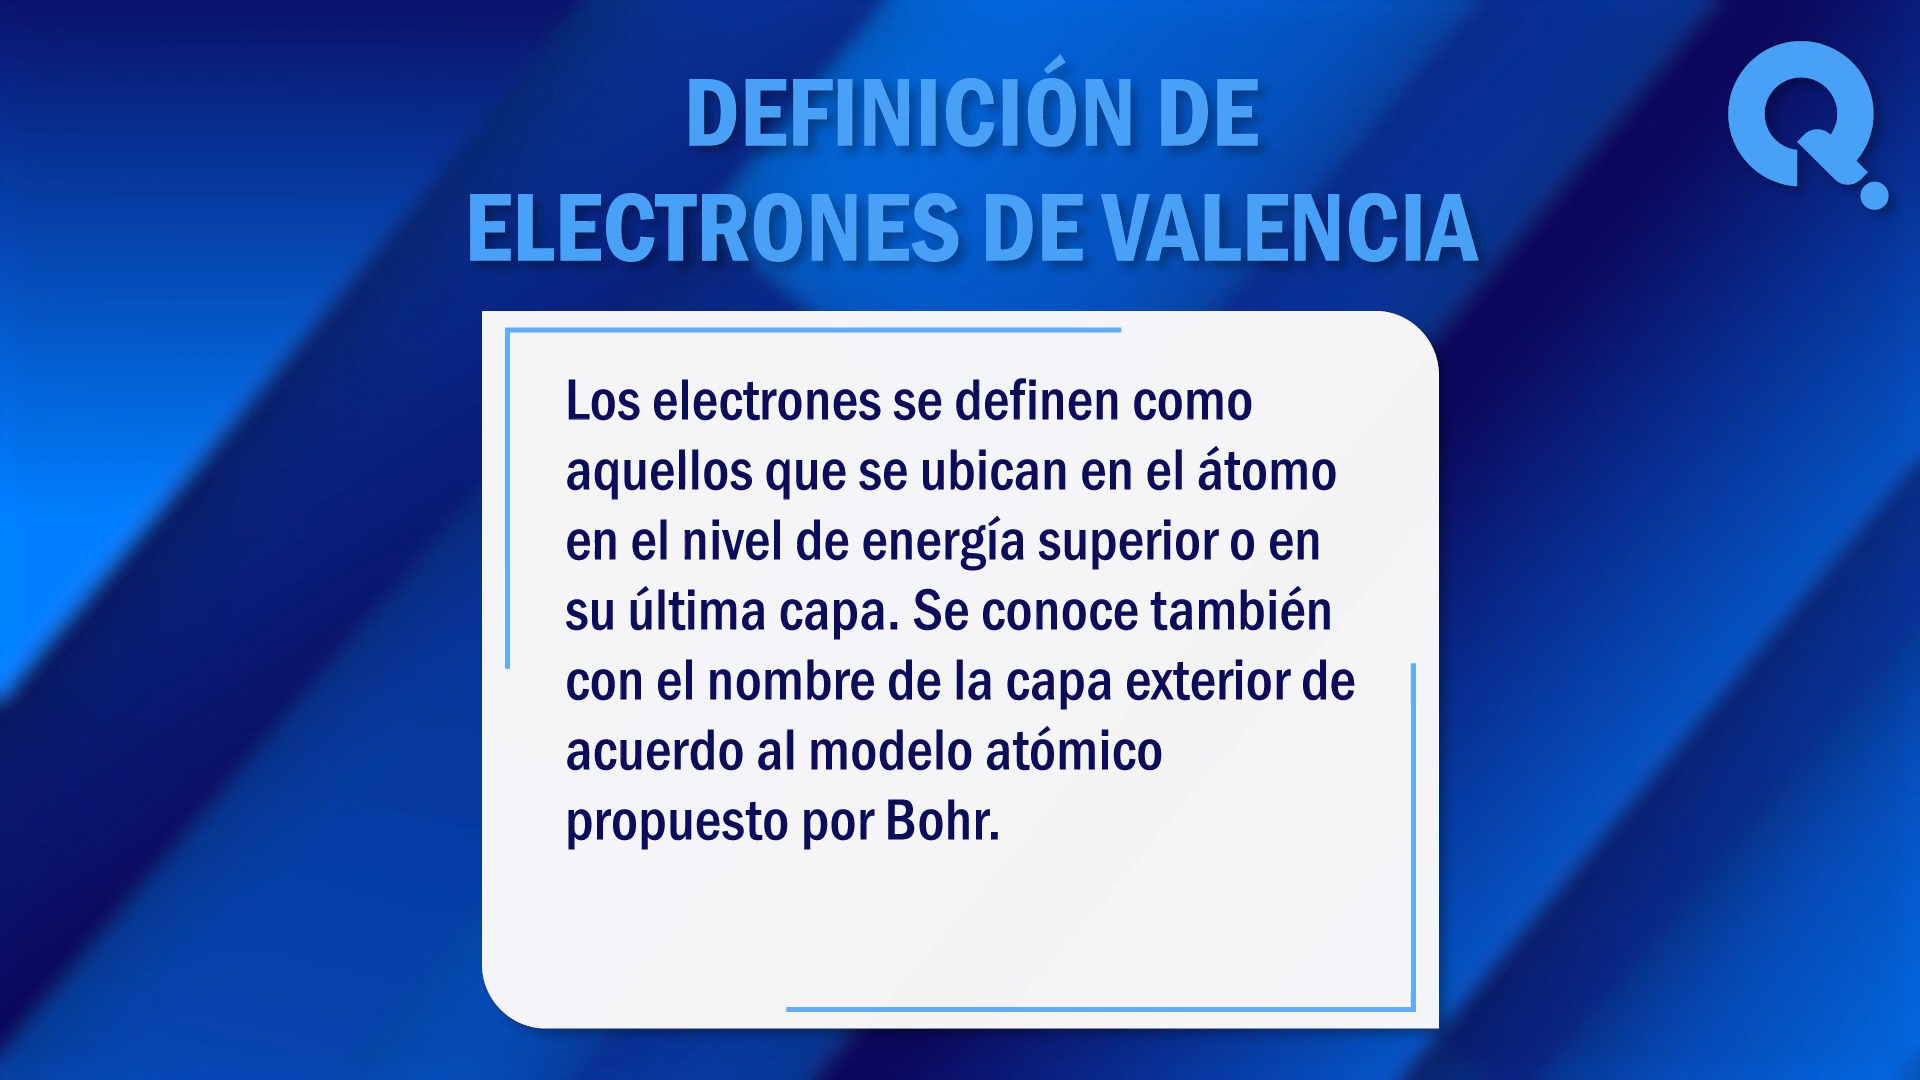 DEFINICIÓN DE
ELECTRONES DE VALENCIA
Los electrones se definen como
aquellos que se ubican en el átomo
en el nivel de energía superior o en
su última capa. Se conoce también
con el nombre de la capa exterior de
acuerdo al modelo atómico
propuesto por Bohr.